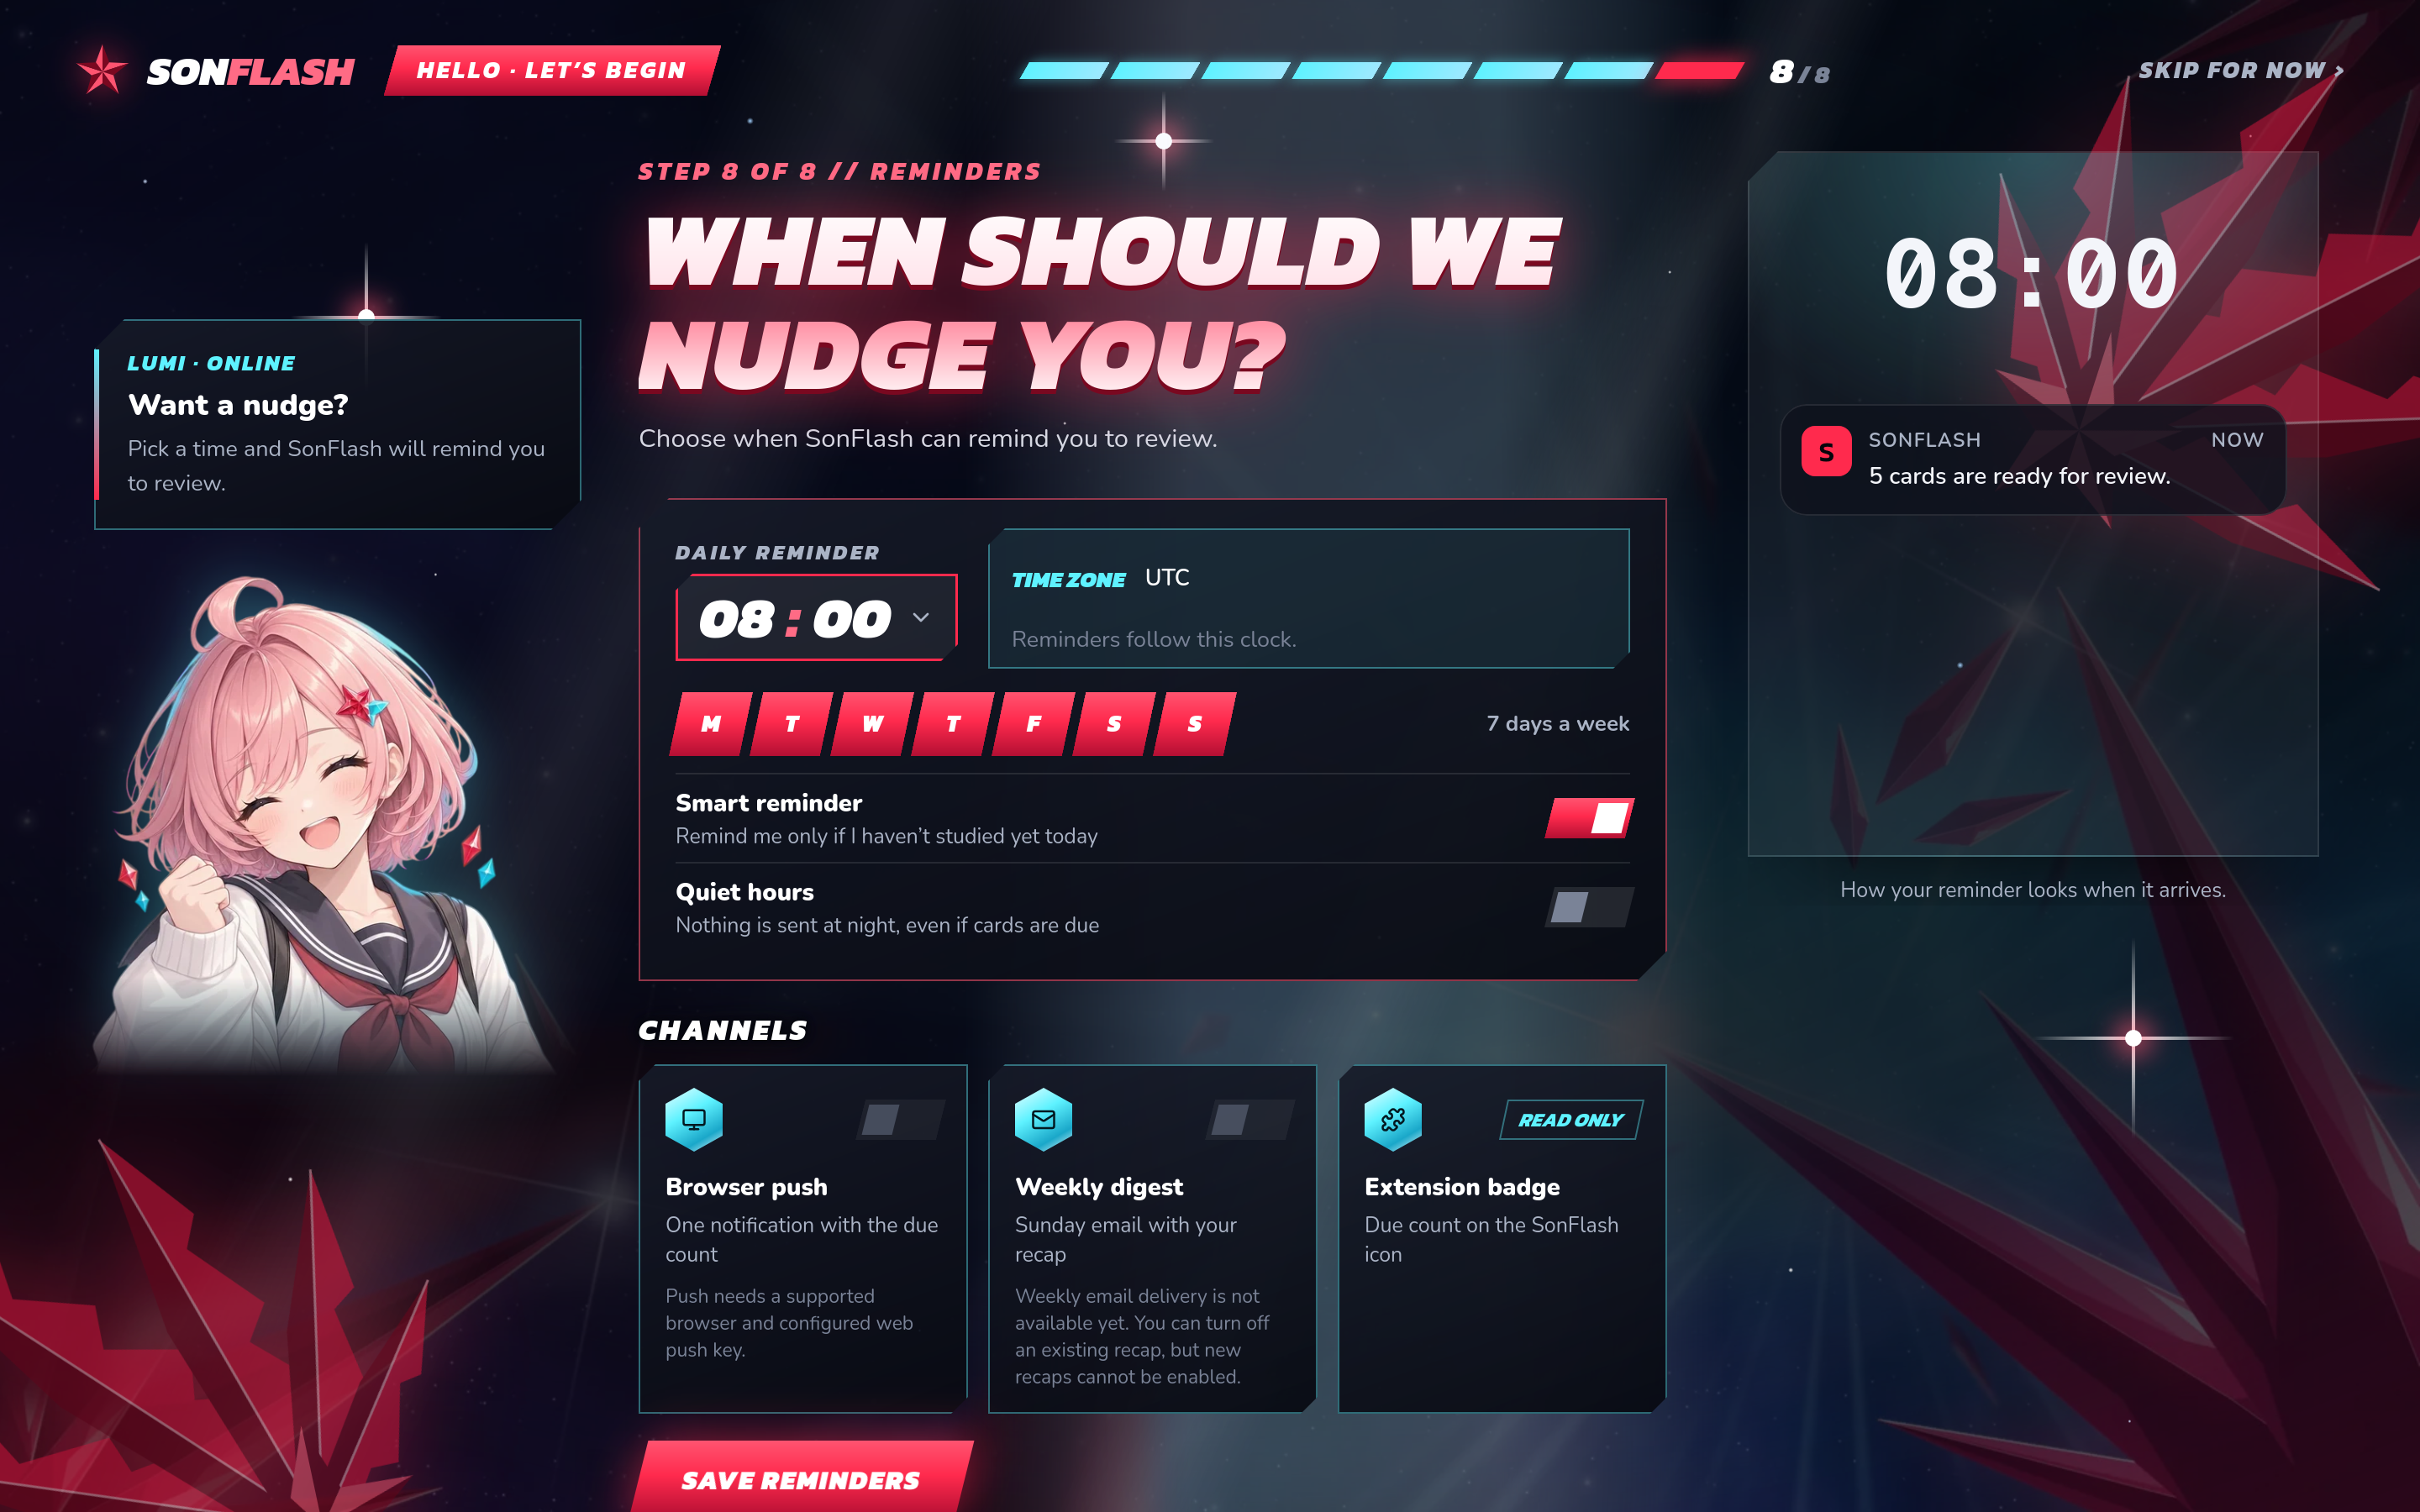 SONFLASH
HELLO · LET’S BEGIN
8 / 8
SKIP FOR NOW >
LUMI · ONLINE
Want a nudge?
Pick a time and SonFlash will remind you
to review.
STEP 8 OF 8 // REMINDERS
WHEN SHOULD WE
NUDGE YOU?
Choose when SonFlash can remind you to review.
DAILY REMINDER
08 : 00
TIME ZONE UTC
Reminders follow this clock.
M T W T F S S
7 days a week
Smart reminder
Remind me only if I haven’t studied yet today
Quiet hours
Nothing is sent at night, even if cards are due
CHANNELS
Browser push
One notification with the due
count
Push needs a supported
browser and configured web
push key.
Weekly digest
Sunday email with your
recap
Weekly email delivery is not
available yet. You can turn off
an existing recap, but new
recaps cannot be enabled.
READ ONLY
Extension badge
Due count on the SonFlash
icon
SAVE REMINDERS
08:00
S
SONFLASH NOW
5 cards are ready for review.
How your reminder looks when it arrives.